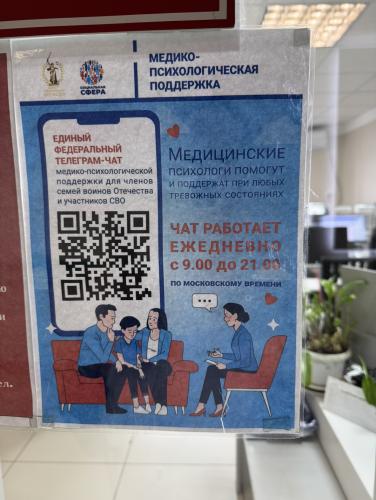 МЕДИКО-
ПСИХОЛОГИЧЕСКАЯ
ПОДДЕРЖКА
СОЦИАЛЬНАЯ
СФЕРА
ЕДИНЫЙ
ФЕДЕРАЛЬНЫЙ
ТЕЛЕГРАМ-ЧАТ
медико-психологической
поддержки для членов
семей воинов Отечества
и участников СВО
Медицинские
психологи помогут
и поддержат при любых
тревожных состояниях
ЧАТ РАБОТАЕТ
ЕЖЕДНЕВНО
с 9.00 до 21.00
по московскому времени